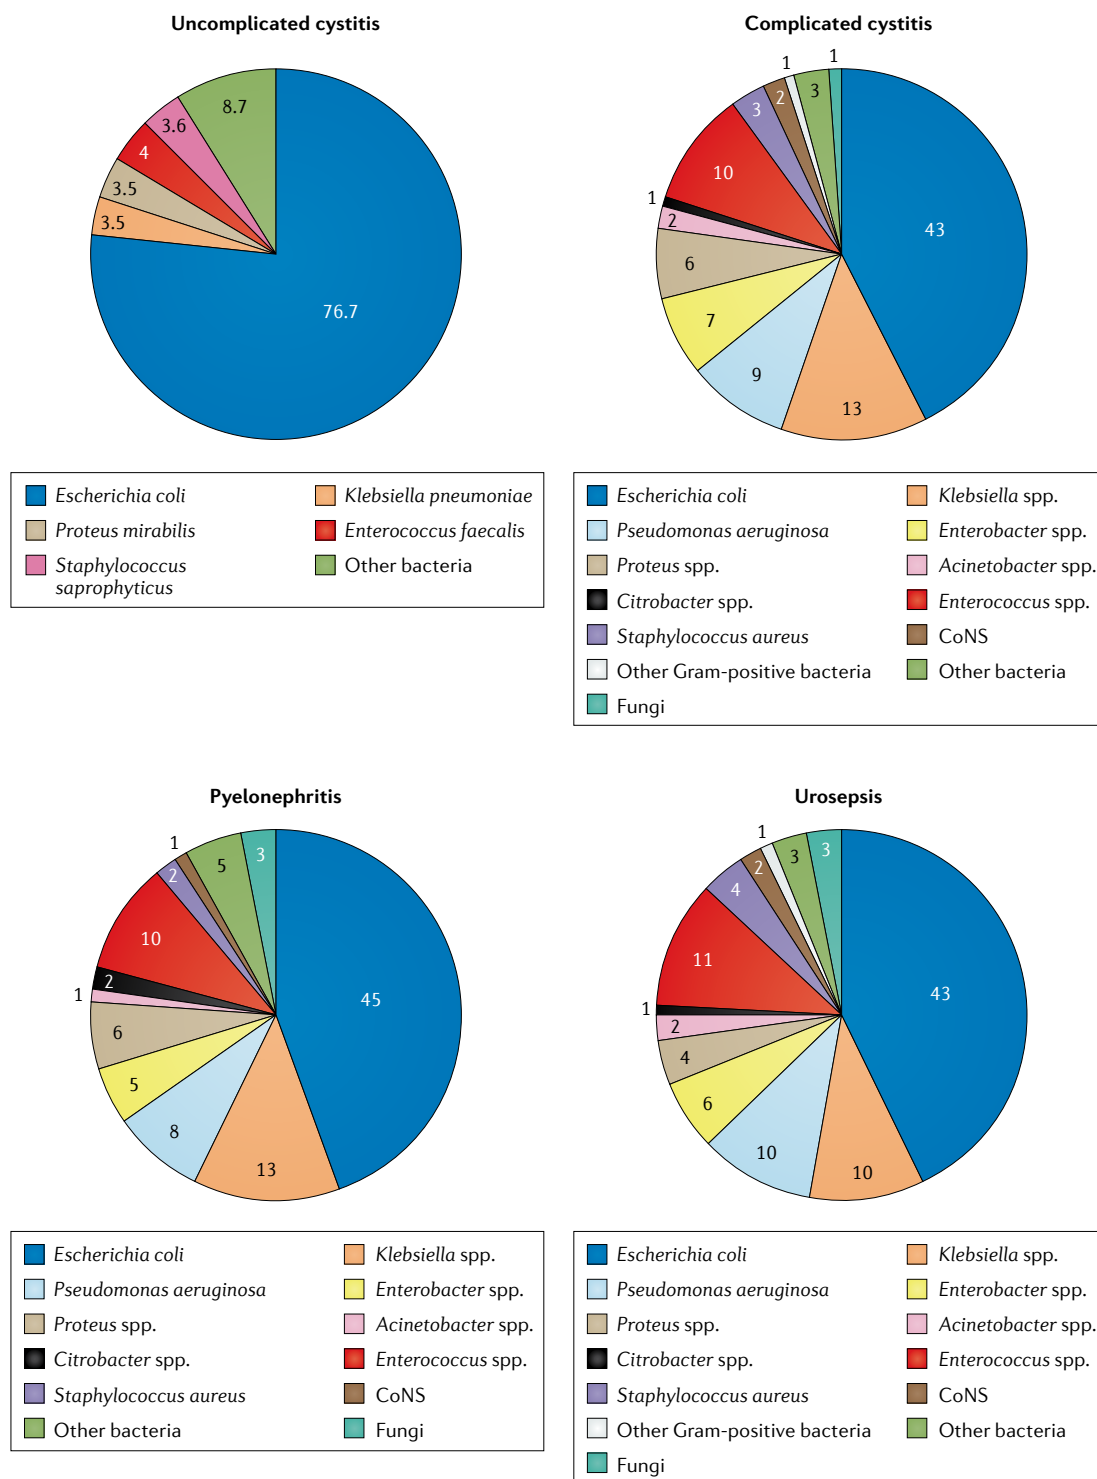 Uncomplicated cystitis
8.7
3.6
4
3.5
3.5
76.7
Escherichia coli
Klebsiella pneumoniae
Proteus mirabilis
Enterococcus faecalis
Staphylococcus
saprophyticus
Other bacteria
Complicated cystitis
1
1
3
2
3
10
1
2
6
7
9
13
43
Escherichia coli
Klebsiella spp.
Pseudomonas aeruginosa
Enterobacter spp.
Proteus spp.
Acinetobacter spp.
Citrobacter spp.
Enterococcus spp.
Staphylococcus aureus
CoNS
Other Gram-positive bacteria
Other bacteria
Fungi
Pyelonephritis
1
3
5
2
10
2
1
6
5
8
13
45
Escherichia coli
Klebsiella spp.
Pseudomonas aeruginosa
Enterobacter spp.
Proteus spp.
Acinetobacter spp.
Citrobacter spp.
Enterococcus spp.
Staphylococcus aureus
CoNS
Other bacteria
Fungi
Urosepsis
1
3
3
2
4
11
1
2
4
6
10
10
43
Escherichia coli
Klebsiella spp.
Pseudomonas aeruginosa
Enterobacter spp.
Proteus spp.
Acinetobacter spp.
Citrobacter spp.
Enterococcus spp.
Staphylococcus aureus
CoNS
Other Gram-positive bacteria
Other bacteria
Fungi